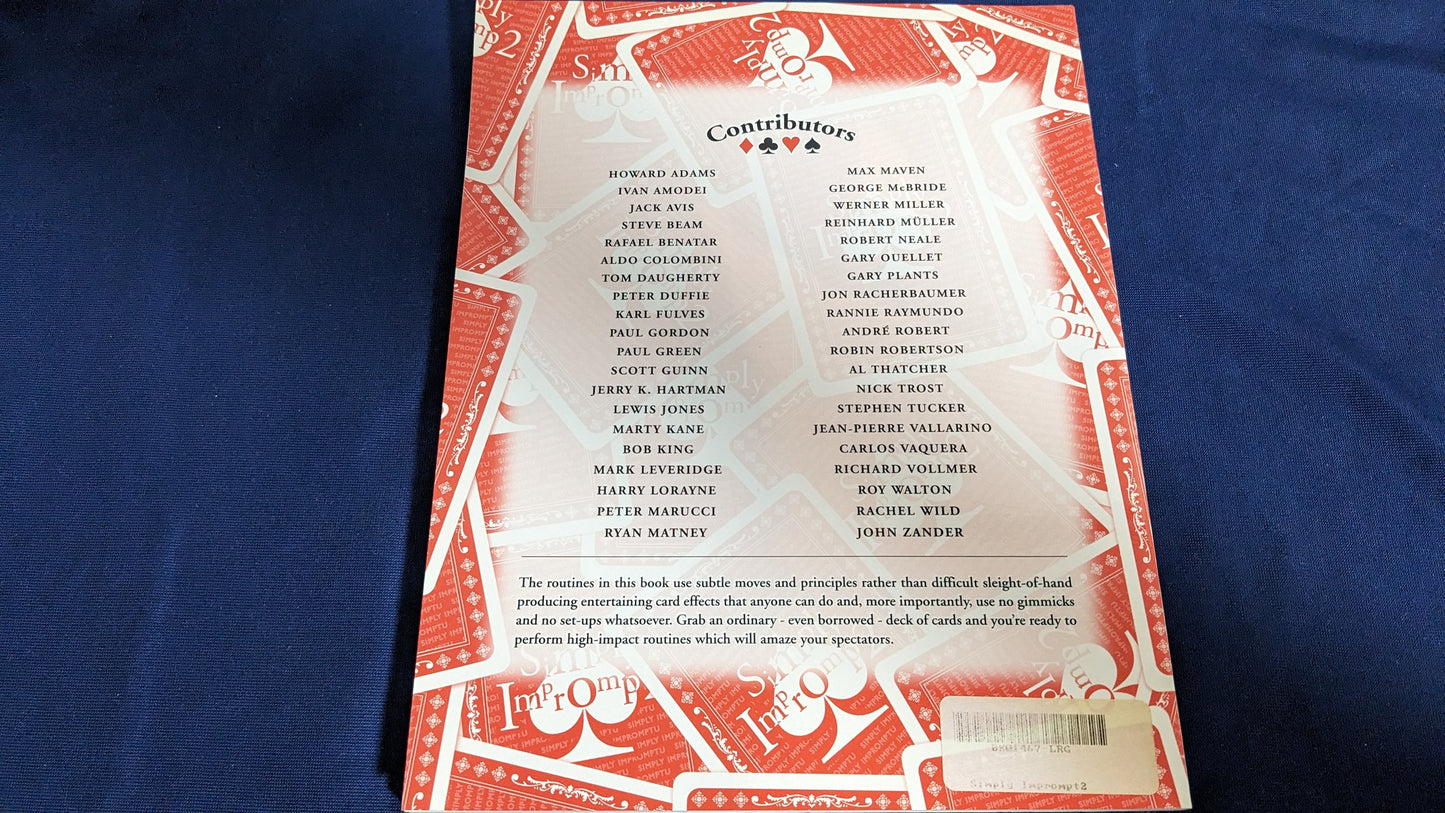 Contributors
HOWARD ADAMS
IVAN AMODEI
JACK AVIS
STEVE BEAM
RAFAEL BENATAR
ALDO COLOMBINI
TOM DAUGHERTY
PETER DUFFIE
KARL FULVES
PAUL GORDON
PAUL GREEN
SCOTT GUINN
JERRY K. HARTMAN
LEWIS JONES
MARTY KANE
BOB KING
MARK LEVERIDGE
HARRY LORAYNE
PETER MARUCCI
RYAN MATNEY
MAX MAVEN
GEORGE McBRIDE
WERNER MILLER
REINHARD MÜLLER
ROBERT NEALE
GARY OUELLET
GARY PLANTS
JON RACHERBAUMER
RANNIE RAYMUNDO
ANDRÉ ROBERT
ROBIN ROBERTSON
AL THATCHER
NICK TROST
STEPHEN TUCKER
JEAN-PIERRE VALLARINO
CARLOS VAQUERA
RICHARD VOLLMER
ROY WALTON
RACHEL WILD
JOHN ZANDER
The routines in this book use subtle moves and principles rather than difficult sleight-of-hand
producing entertaining card effects that anyone can do and, more importantly, use no gimmicks
and no set-ups whatsoever. Grab an ordinary - even borrowed - deck of cards and you're ready to
perform high-impact routines which will amaze your spectators.
LRG
Simply Imprompt2